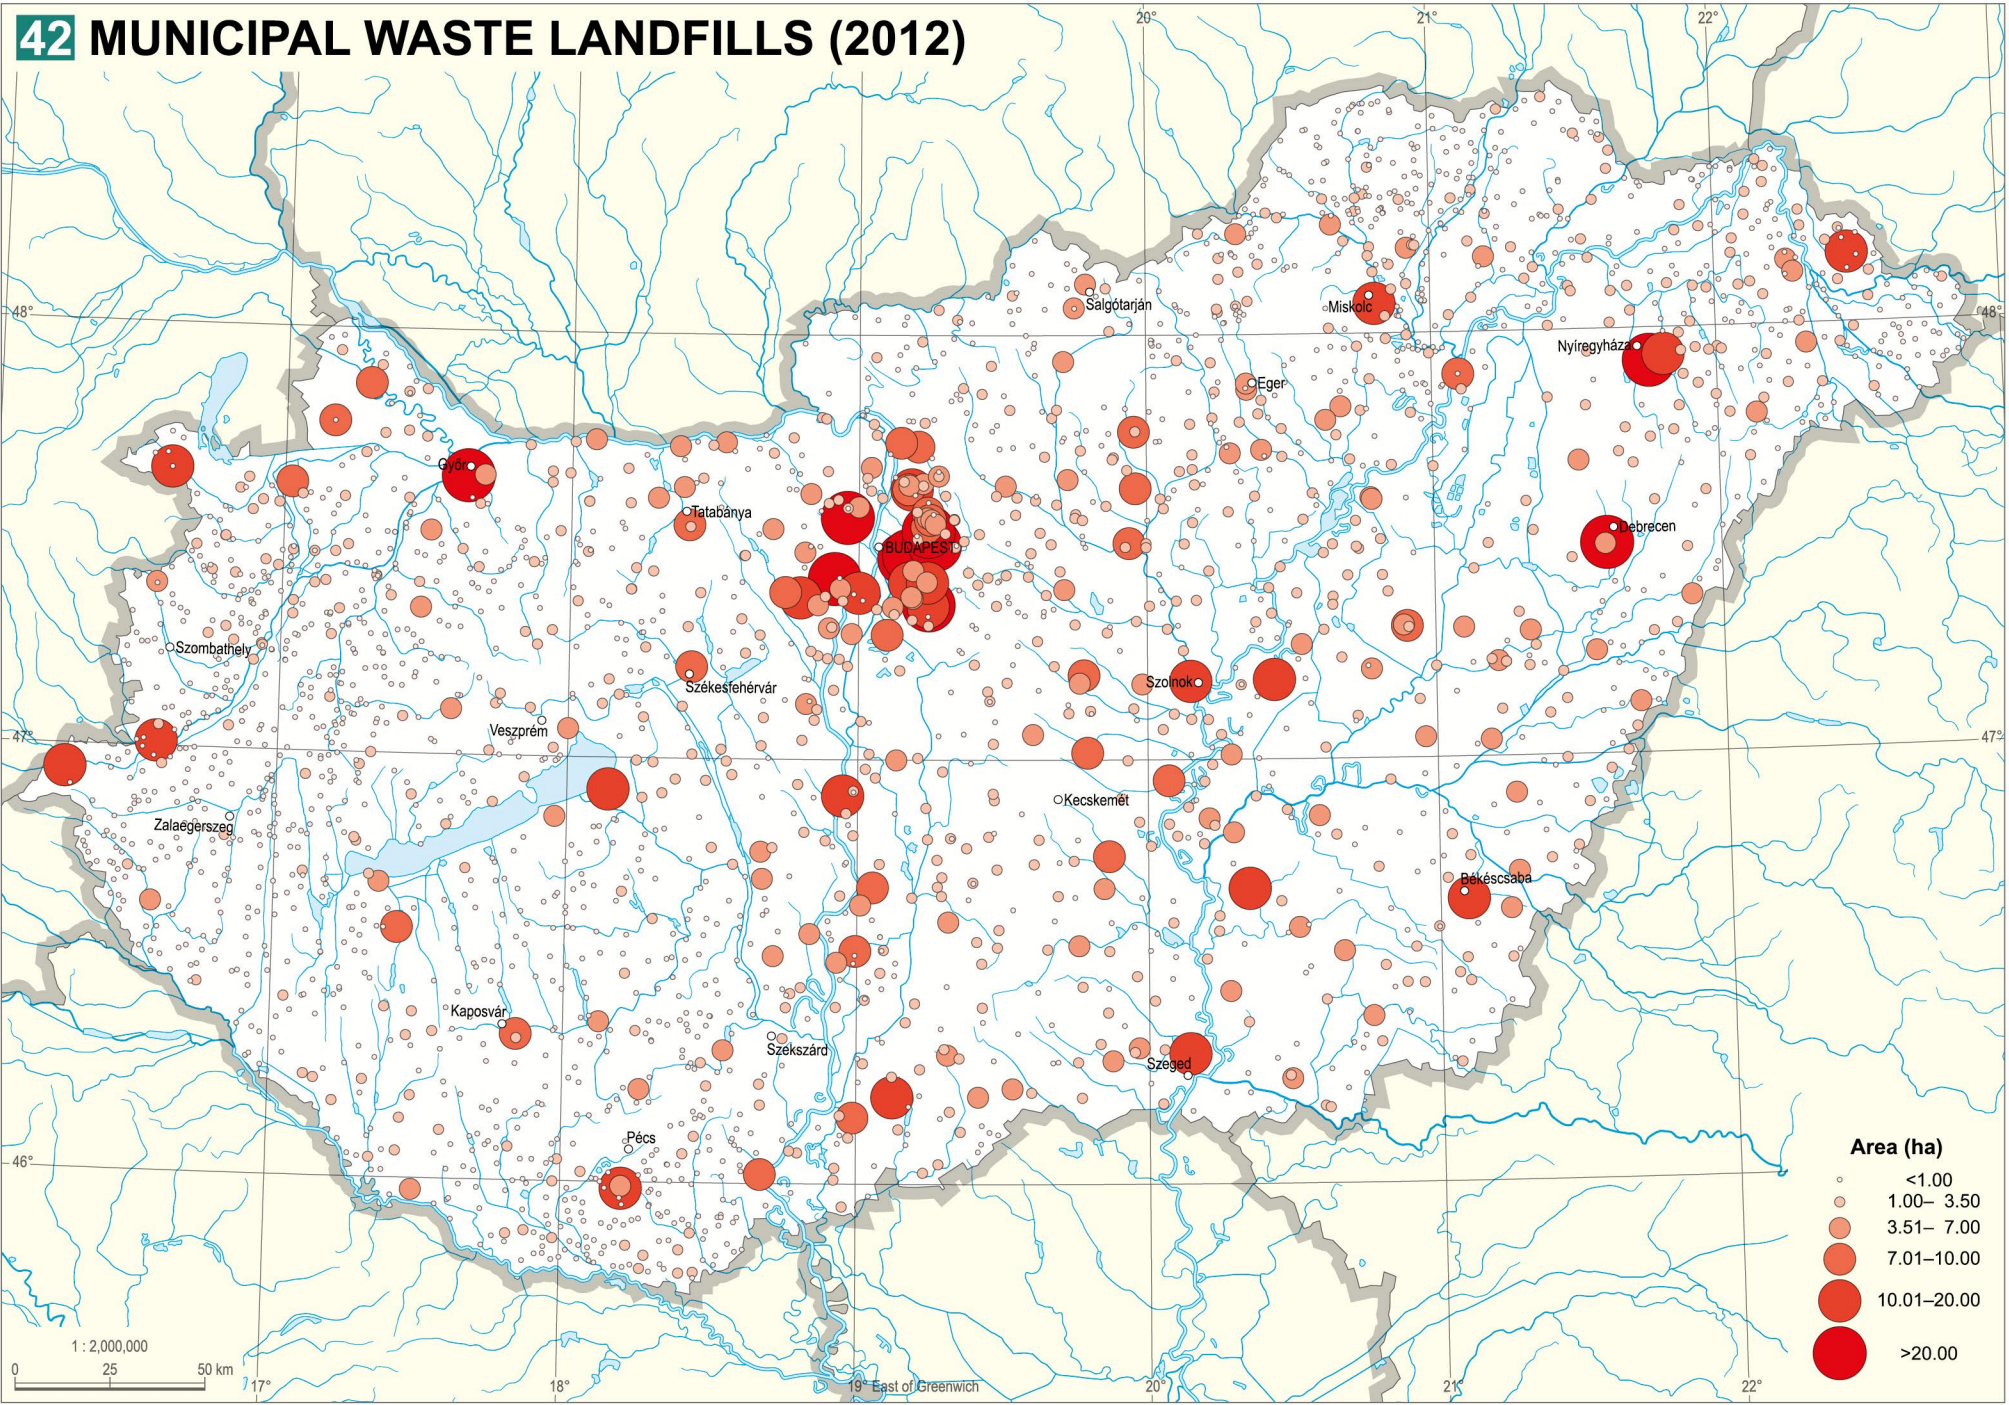 42 MUNICIPAL WASTE LANDFILLS (2012)
20° 21° 22°
48° 48°
Salgótarján
Miskolc
Nyíregyháza
Eger
Győr
Tatabánya
Debrecen
BUDAPEST
Szombathely
Székesfehérvár
Szolnok
Veszprém
47° 47°
Kecskemét
Zalaegerszeg
Békéscsaba
Kaposvár
Szekszárd
Szeged
Pécs
46°
Area (ha)
<1.00
1.00– 3.50
3.51– 7.00
7.01–10.00
10.01–20.00
>20.00
1 : 2,000,000
0 25 50 km
17° 18° 19° East of Greenwich 20° 21° 22°